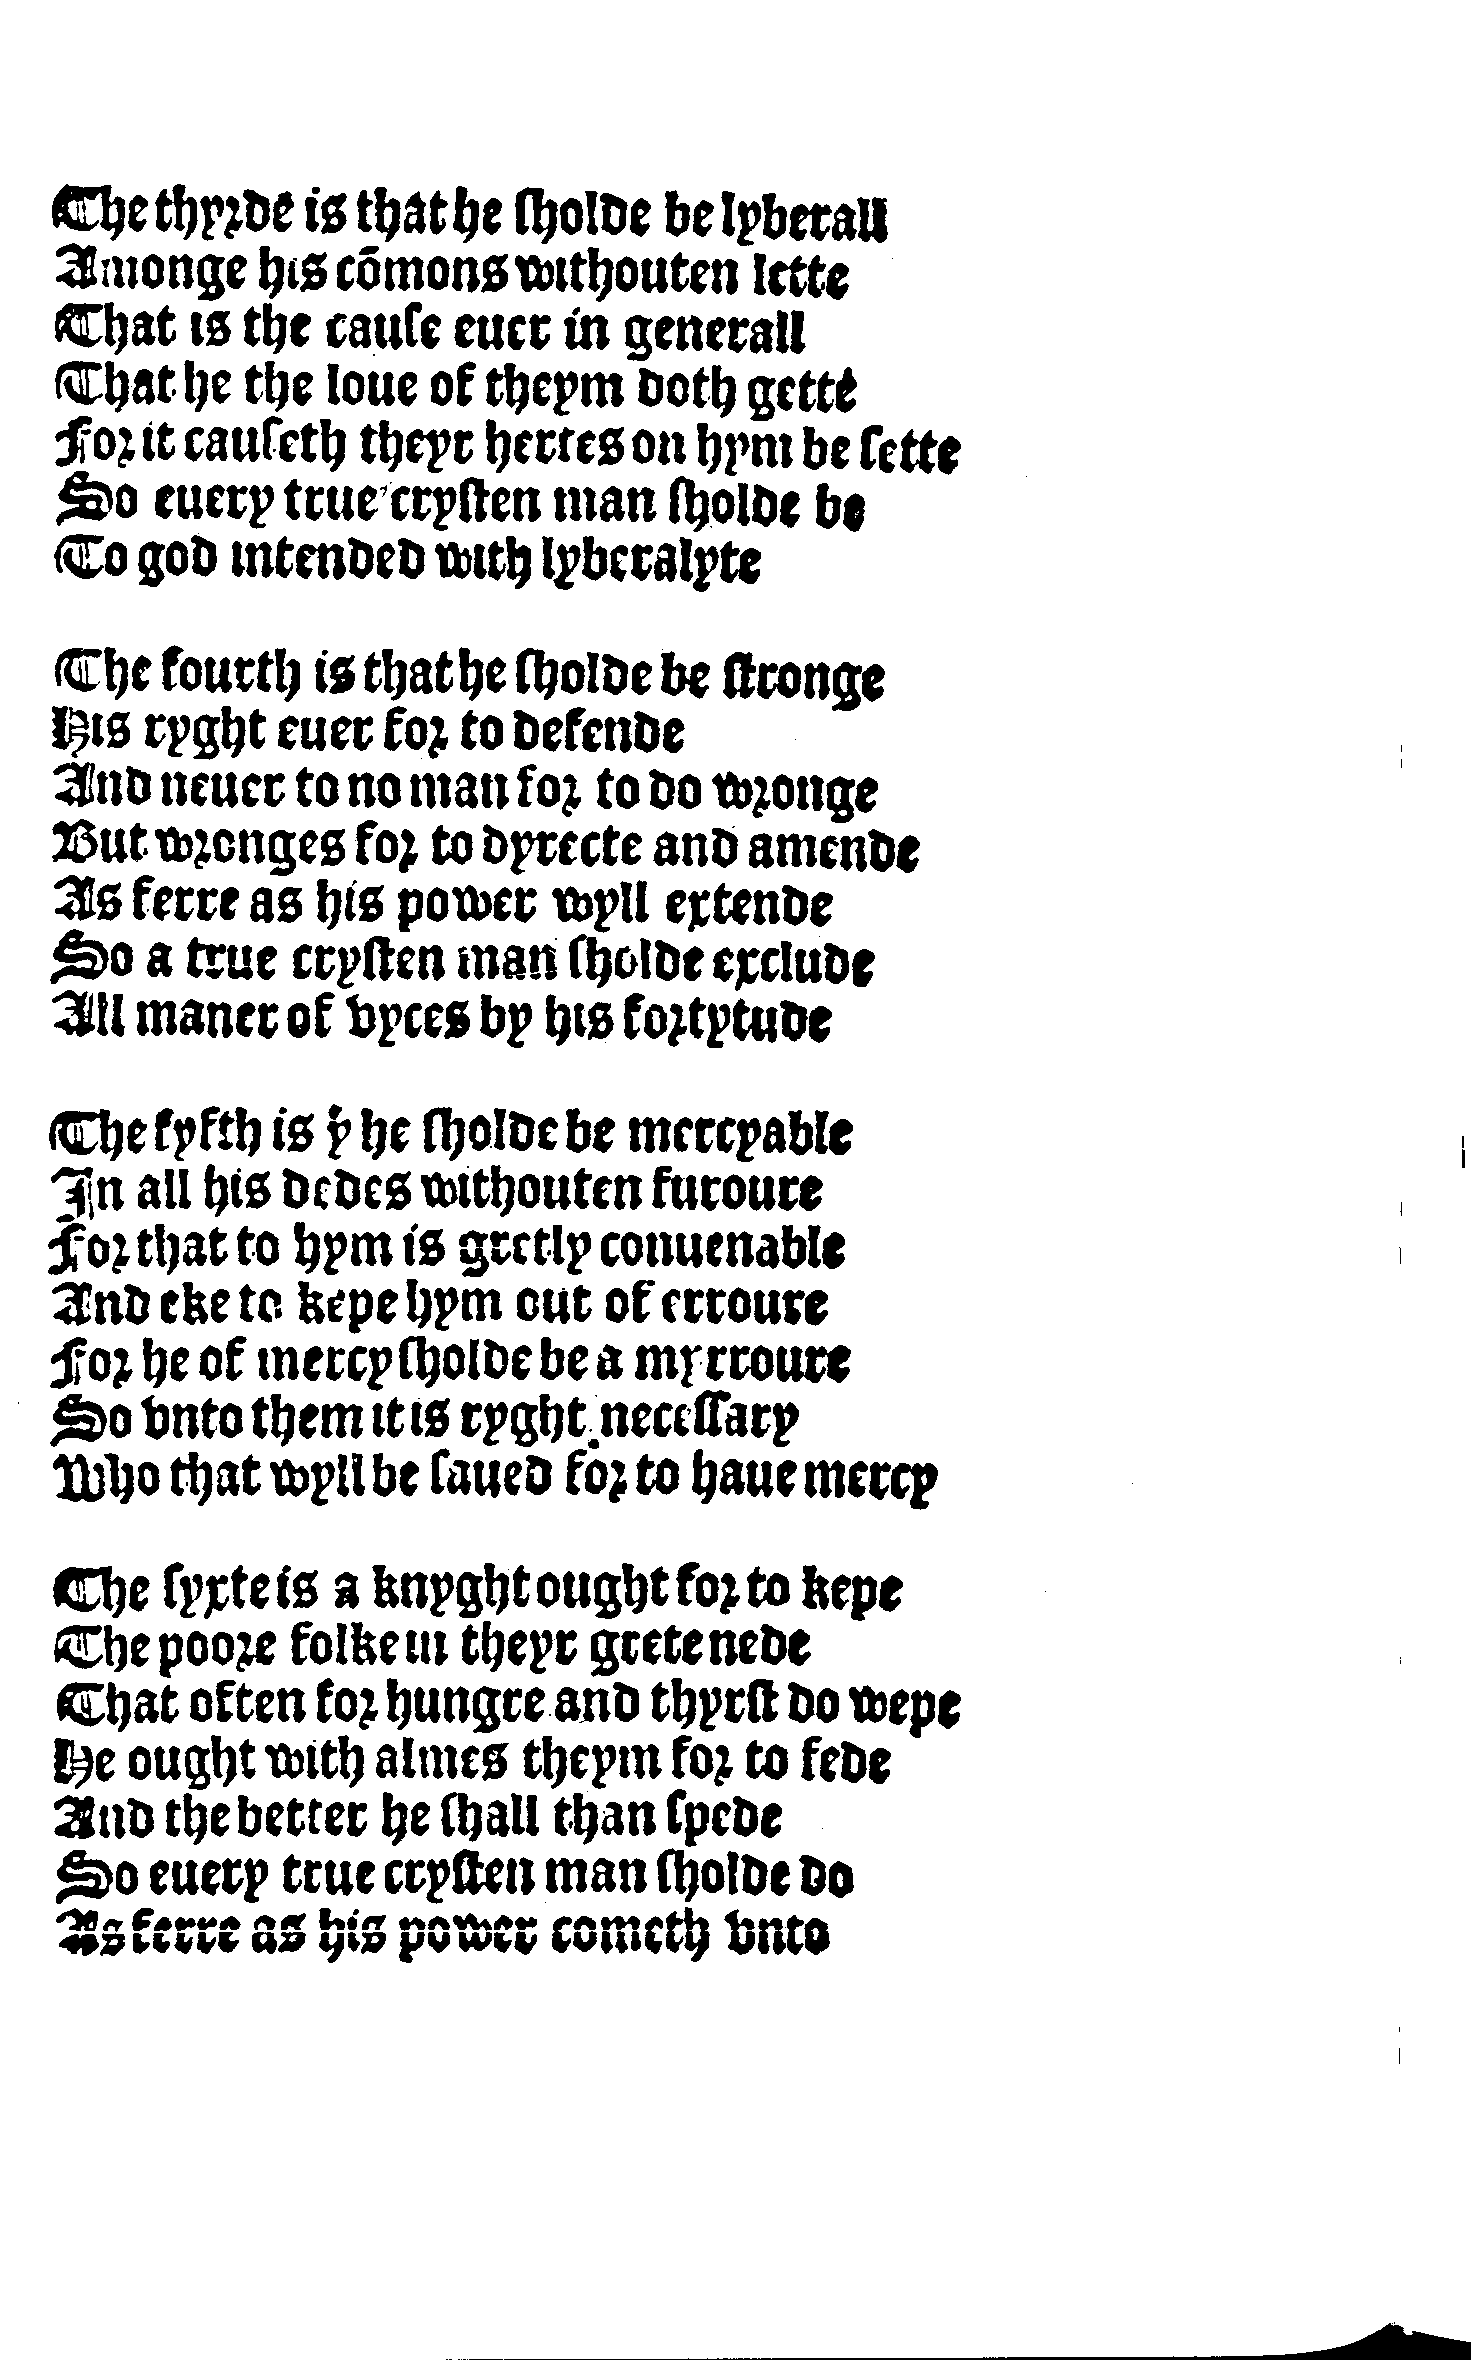 The thyrde is that he ſholde be lyberall
Amonge his cōmons withouten lette
That is the cauſe euer in generall
That he the loue of theym doth gette
For it cauſeth theyr hertes on hym be ſette
So euery true cryſten man ſholde be
To god intended with lyberalyte

The fourth is that he ſholde be ſtronge
His ryght euer for to defende
And neuer to no man for to do wronge
But wronges for to dyrecte and amende
As ferre as his power wyll extende
So a true cryſten man ſholde exclude
All maner of vyces by his fortytude

The fyfth is yͭ he ſholde be mercyable
In all his dedes withouten furoure
For that to hym is gretly conuenable
And eke to kepe hym out of erroure
For he of mercy ſholde be a myrroure
So vnto them it is ryght neceſſary
Who that wyll be ſaued for to haue mercy

The ſyxte is a knyght ought for to kepe
The poore folke in theyr grete nede
That often for hungre and thyrſt do wepe
He ought with almes theym for to fede
And the better he ſhall than ſpede
So euery true cryſten man ſholde do
As ferre as his power cometh vnto